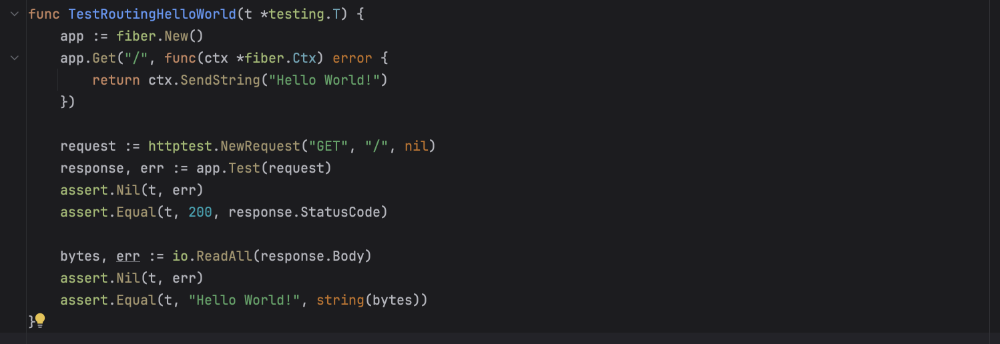 func TestRoutingHelloWorld(t *testing.T) {
    app := fiber.New()
    app.Get("/", func(ctx *fiber.Ctx) error {
        return ctx.SendString("Hello World!")
    })

    request := httptest.NewRequest("GET", "/", nil)
    response, err := app.Test(request)
    assert.Nil(t, err)
    assert.Equal(t, 200, response.StatusCode)

    bytes, err := io.ReadAll(response.Body)
    assert.Nil(t, err)
    assert.Equal(t, "Hello World!", string(bytes))
}